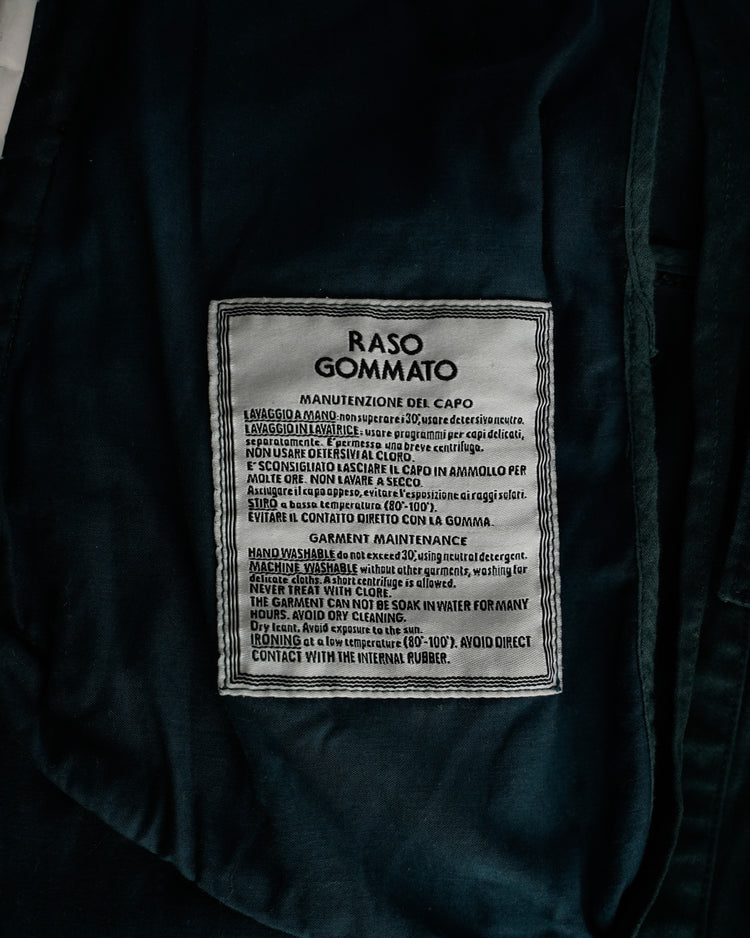 RASO
GOMMATO
MANUTENZIONE DEL CAPO
LAVAGGIO A MANO: non superare i 30°, usare detersivo neutro.
LAVAGGIO IN LAVATRICE: usare programmi per capi delicati,
separatamente. E' permessa una breve centrifuga.
NON USARE DETERSIVI AL CLORO.
E' SCONSIGLIATO LASCIARE IL CAPO IN AMMOLLO PER
MOLTE ORE. NON LAVARE A SECCO.
Asciugare il capo appeso, evitare l'esposizione ai raggi solari.
STIRO a bassa temperatura (80°-100°).
EVITARE IL CONTATTO DIRETTO CON LA GOMMA.
GARMENT MAINTENANCE
HAND WASHABLE do not exceed 30°, using neutral detergent.
MACHINE WASHABLE without other garments, washing for
delicate cloths. A short centrifuge is allowed.
NEVER TREAT WITH CLORE.
THE GARMENT CAN NOT BE SOAK IN WATER FOR MANY
HOURS. AVOID DRY CLEANING.
Dry leant. Avoid exposure to the sun.
IRONING at a low temperature (80°-100°). AVOID DIRECT
CONTACT WITH THE INTERNAL RUBBER.